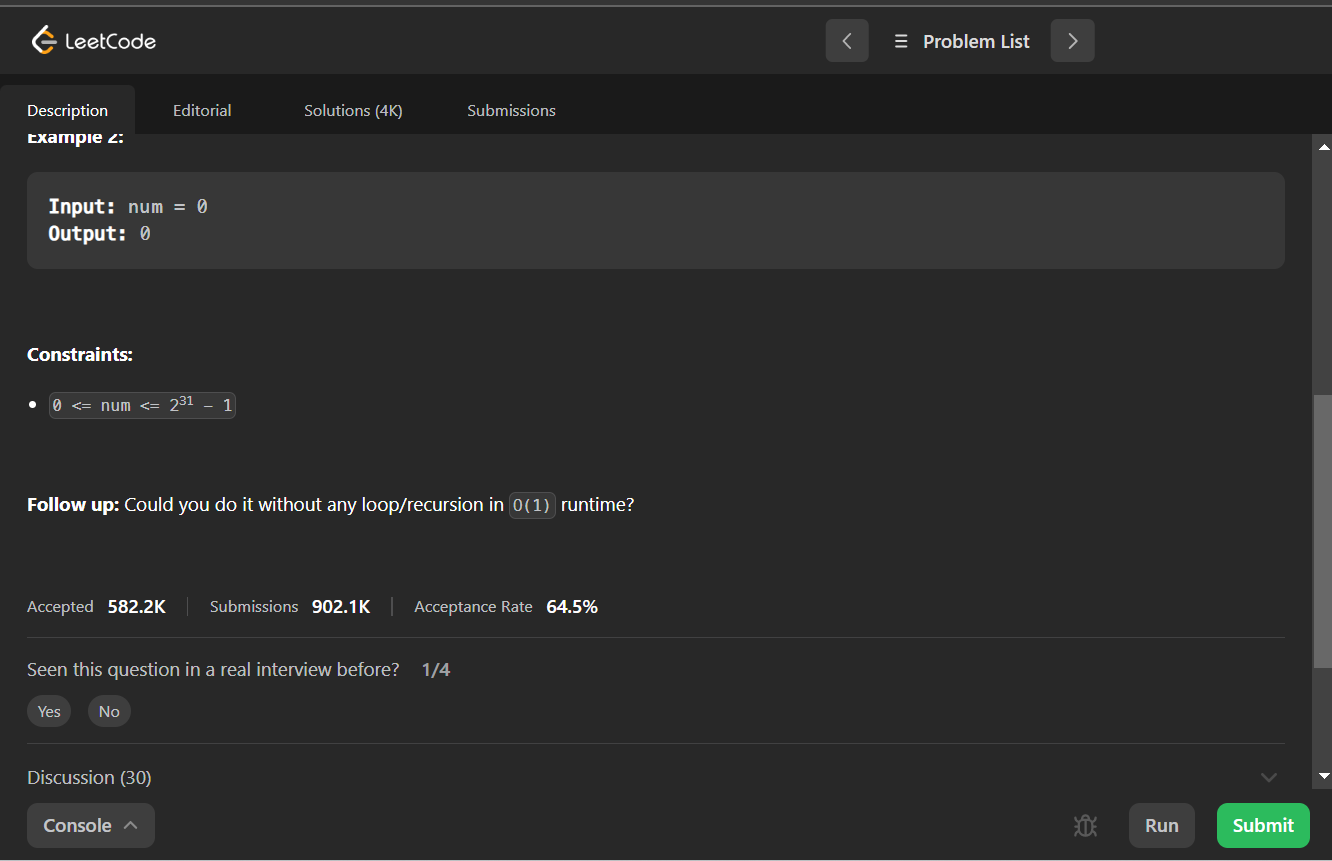 LeetCode
Problem List
Description Editorial Solutions (4K) Submissions
Example 2:
Input: num = 0
Output: 0
Constraints:
• 0 <= num <= 2³¹ - 1
Follow up: Could you do it without any loop/recursion in O(1) runtime?
Accepted 582.2K Submissions 902.1K Acceptance Rate 64.5%
Seen this question in a real interview before? 1/4
Yes No
Discussion (30)
Console Run Submit